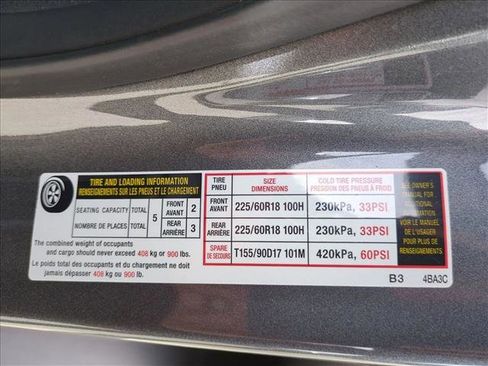 TIRE AND LOADING INFORMATION
RENSEIGNEMENTS SUR LES PNEUS ET LE CHARGEMENT
SEATING CAPACITY TOTAL 5 FRONT AVANT 2
NOMBRE DE PLACES TOTAL REAR ARRIÈRE 3
The combined weight of occupants
and cargo should never exceed 408 kg or 900 lbs.
Le poids total des occupants et du chargement ne doit
jamais dépasser 408 kg ou 900 lb.
TIRE PNEU
SIZE DIMENSIONS
COLD TIRE PRESSURE
PRESSION DES PNEUS À FROID
FRONT AVANT 225/60R18 100H 230kPa, 33PSI
REAR ARRIÈRE 225/60R18 100H 230kPa, 33PSI
SPARE DE SECOURS T155/90D17 101M 420kPa, 60PSI
SEE OWNER'S
MANUAL FOR
ADDITIONAL
INFORMATION
VOIR LE MANUEL
DE L'USAGER
POUR PLUS DE
RENSEIGNEMENTS
B3 4BA3C